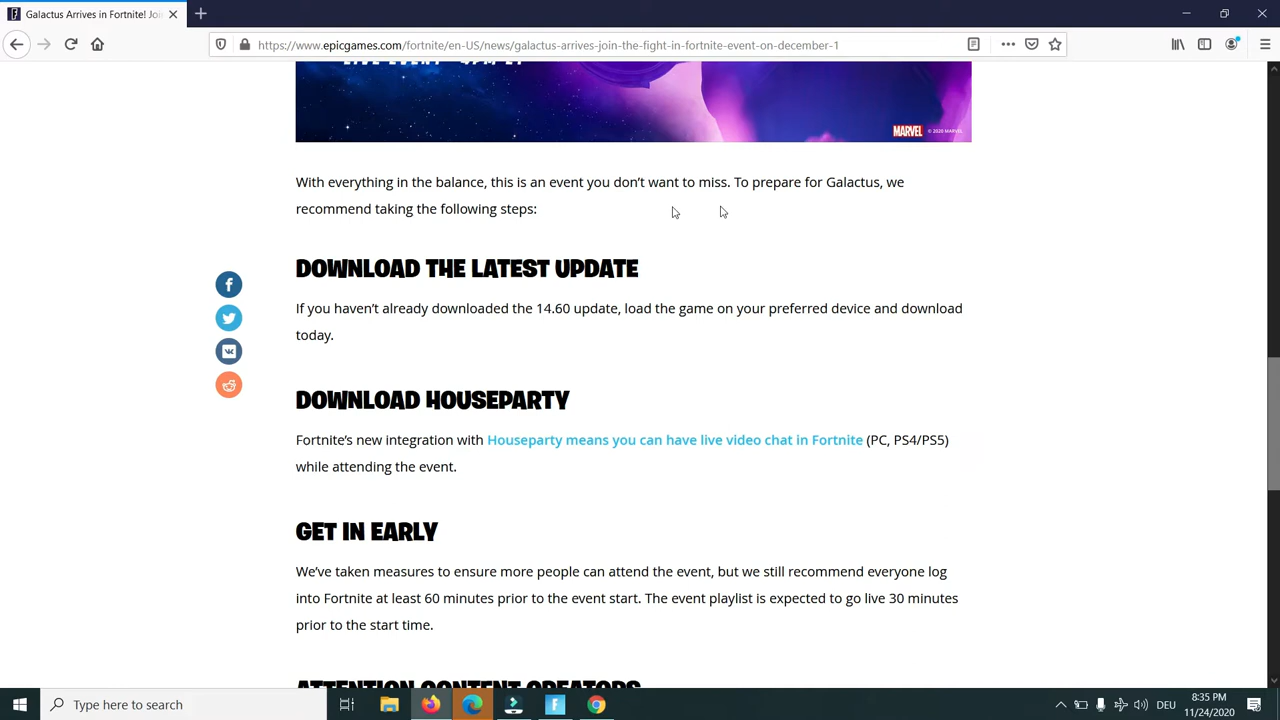 Galactus Arrives in Fortnite! Joi
https://www.epicgames.com/fortnite/en-US/news/galactus-arrives-join-the-fight-in-fortnite-event-on-december-1
MARVEL © 2020 MARVEL
With everything in the balance, this is an event you don't want to miss. To prepare for Galactus, we
recommend taking the following steps:
DOWNLOAD THE LATEST UPDATE
If you haven't already downloaded the 14.60 update, load the game on your preferred device and download
today.
DOWNLOAD HOUSEPARTY
Fortnite's new integration with Houseparty means you can have live video chat in Fortnite (PC, PS4/PS5)
while attending the event.
GET IN EARLY
We've taken measures to ensure more people can attend the event, but we still recommend everyone log
into Fortnite at least 60 minutes prior to the event start. The event playlist is expected to go live 30 minutes
prior to the start time.
ATTENTION CONTENT CREATORS
Type here to search
DEU
8:35 PM
11/24/2020